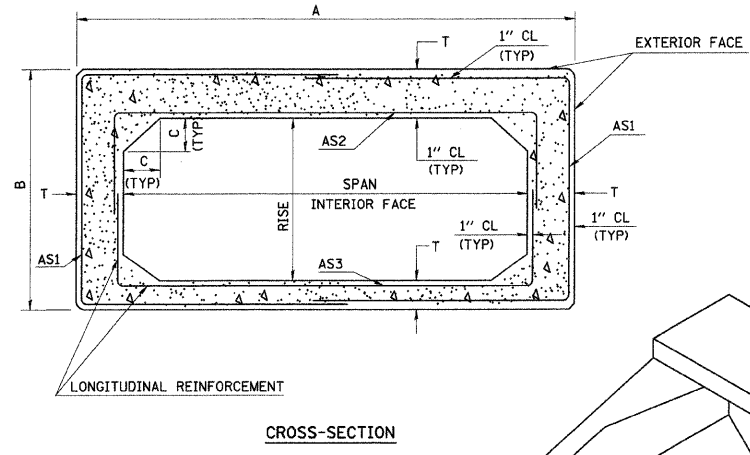 A
T
1" CL
(TYP)
EXTERIOR FACE
AS1
AS2
1" CL
(TYP)
C
(TYP)
C
(TYP)
B
T
SPAN
INTERIOR FACE
RISE
T
1" CL
(TYP)
1" CL
(TYP)
AS1
AS3
T
LONGITUDINAL REINFORCEMENT
CROSS-SECTION